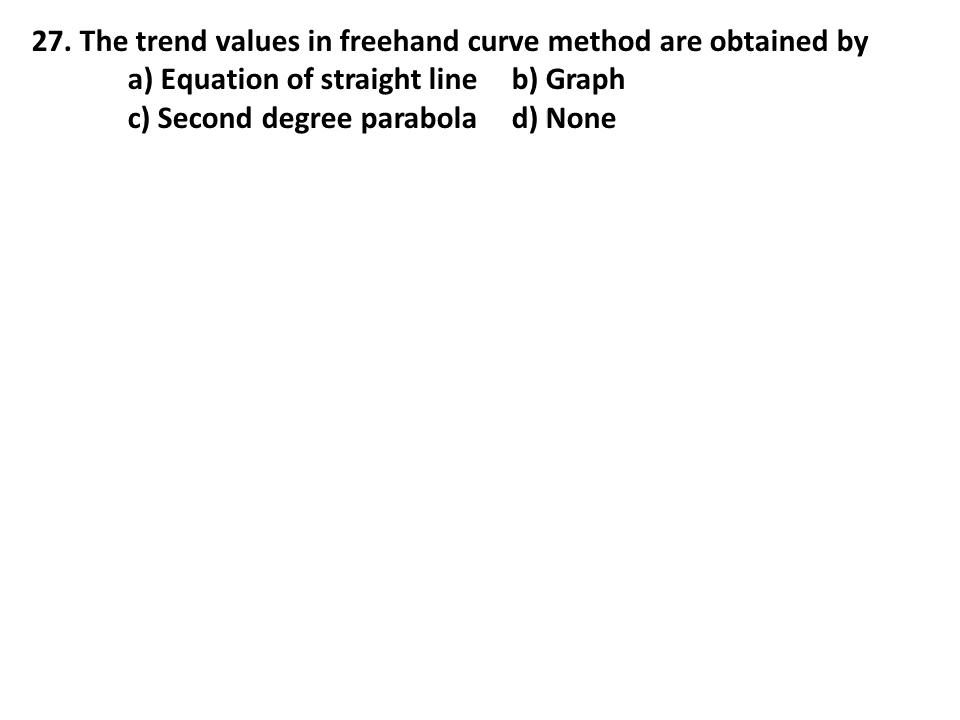 27. The trend values in freehand curve method are obtained by
a) Equation of straight line b) Graph
c) Second degree parabola d) None